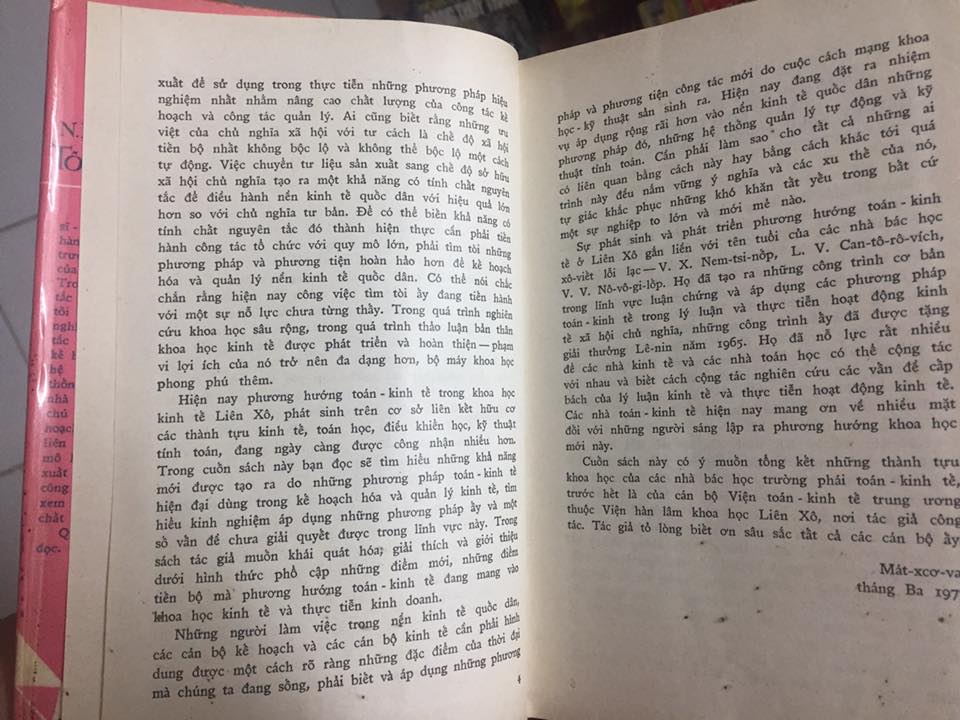 xuất để sử dụng trong thực tiễn những phương pháp hiệu
nghiệm nhất nhằm nâng cao chất lượng của công tác kế
hoạch và công tác quản lý. Ai cũng biết rằng những ưu
việt của chủ nghĩa xã hội với tư cách là chế độ xã hội
tiến bộ nhất không bộc lộ và không thể bộc lộ một cách
tự động. Việc chuyển tư liệu sản xuất sang chế độ sở hữu
xã hội chủ nghĩa tạo ra một khả năng có tính chất nguyên
tắc để điều hành nền kinh tế quốc dân với hiệu quả lớn
hơn so với chủ nghĩa tư bản. Để có thể biến khả năng có
tính chất nguyên tắc đó thành hiện thực cần phải tiến
hành công tác tổ chức với quy mô lớn, phải tìm tòi những
phương pháp và phương tiện hoàn hảo hơn để kế hoạch
hóa và quản lý nền kinh tế quốc dân. Có thể nói chắc
chắn rằng hiện nay công việc tìm tòi ấy đang tiến hành
với một sự nỗ lực chưa từng thấy. Trong quá trình nghiên
cứu khoa học sâu rộng, trong quá trình thảo luận bản thân
khoa học kinh tế được phát triển và hoàn thiện — phạm
vi lợi ích của nó trở nên đa dạng hơn, bộ máy khoa học
phong phú thêm.
Hiện nay phương hướng toán - kinh tế trong khoa học
kinh tế Liên Xô, phát sinh trên cơ sở liên kết hữu cơ
các thành tựu kinh tế, toán học, điều khiển học, kỹ thuật
tính toán, đang ngày càng được công nhận nhiều hơn.
Trong cuốn sách này bạn đọc sẽ tìm hiểu những khả năng
mới được tạo ra do những phương pháp toán - kinh tế
hiện đại dùng trong kế hoạch hóa và quản lý kinh tế, tìm
hiểu kinh nghiệm áp dụng những phương pháp ấy và một
số vấn đề chưa giải quyết được trong lĩnh vực này. Trong
sách tác giả muốn khái quát hóa, giải thích và giới thiệu
dưới hình thức phổ cập những điểm mới, những điểm
tiến bộ mà phương hướng toán - kinh tế đang mang vào
khoa học kinh tế và thực tiễn kinh doanh.
Những người làm việc trong nền kinh tế quốc dân,
các cán bộ kế hoạch và các cán bộ kinh tế cần phải hình
dung được một cách rõ ràng những đặc điểm của thời đại
mà chúng ta đang sống, phải biết và áp dụng những phương
4
pháp và phương tiện công tác mới do cuộc cách mạng khoa
học - kỹ thuật sản sinh ra. Hiện nay đang đặt ra nhiệm
vụ áp dụng rộng rãi hơn vào nền kinh tế quốc dân những
phương pháp đó, những hệ thống quản lý tự động và kỹ
thuật tính toán. Cần phải làm sao cho tất cả những ai
có liên quan bằng cách này hay bằng cách khác tới quá
trình này đều nắm vững ý nghĩa và các xu thế của nó,
tự giác khắc phục những khó khăn tất yếu trong bất cứ
một sự nghiệp to lớn và mới mẻ nào.
Sự phát sinh và phát triển phương hướng toán - kinh
tế ở Liên Xô gắn liền với tên tuổi của các nhà bác học
xô-viết lỗi lạc — V. X. Nem-tsi-nốp, L. V. Can-tô-rô-vích,
V. V. Nô-vô-gi-lốp. Họ đã tạo ra những công trình cơ bản
trong lĩnh vực luận chứng và áp dụng các phương pháp
toán - kinh tế trong lý luận và thực tiễn hoạt động kinh
tế xã hội chủ nghĩa, những công trình ấy đã được tặng
giải thưởng Lê-nin năm 1965. Họ đã nỗ lực rất nhiều
để các nhà kinh tế và các nhà toán học có thể cộng tác
với nhau và biết cách cộng tác nghiên cứu các vấn đề cấp
bách của lý luận kinh tế và thực tiễn hoạt động kinh tế.
Các nhà toán - kinh tế hiện nay mang ơn về nhiều mặt
đối với những người sáng lập ra phương hướng khoa học
mới này.
Cuốn sách này có ý muốn tổng kết những thành tựu
khoa học của các nhà bác học trường phái toán - kinh tế,
trước hết là của cán bộ Viện toán - kinh tế trung ương
thuộc Viện hàn lâm khoa học Liên Xô, nơi tác giả công
tác. Tác giả tỏ lòng biết ơn sâu sắc tất cả các cán bộ ấy
Mát-xcơ-va
tháng Ba 197